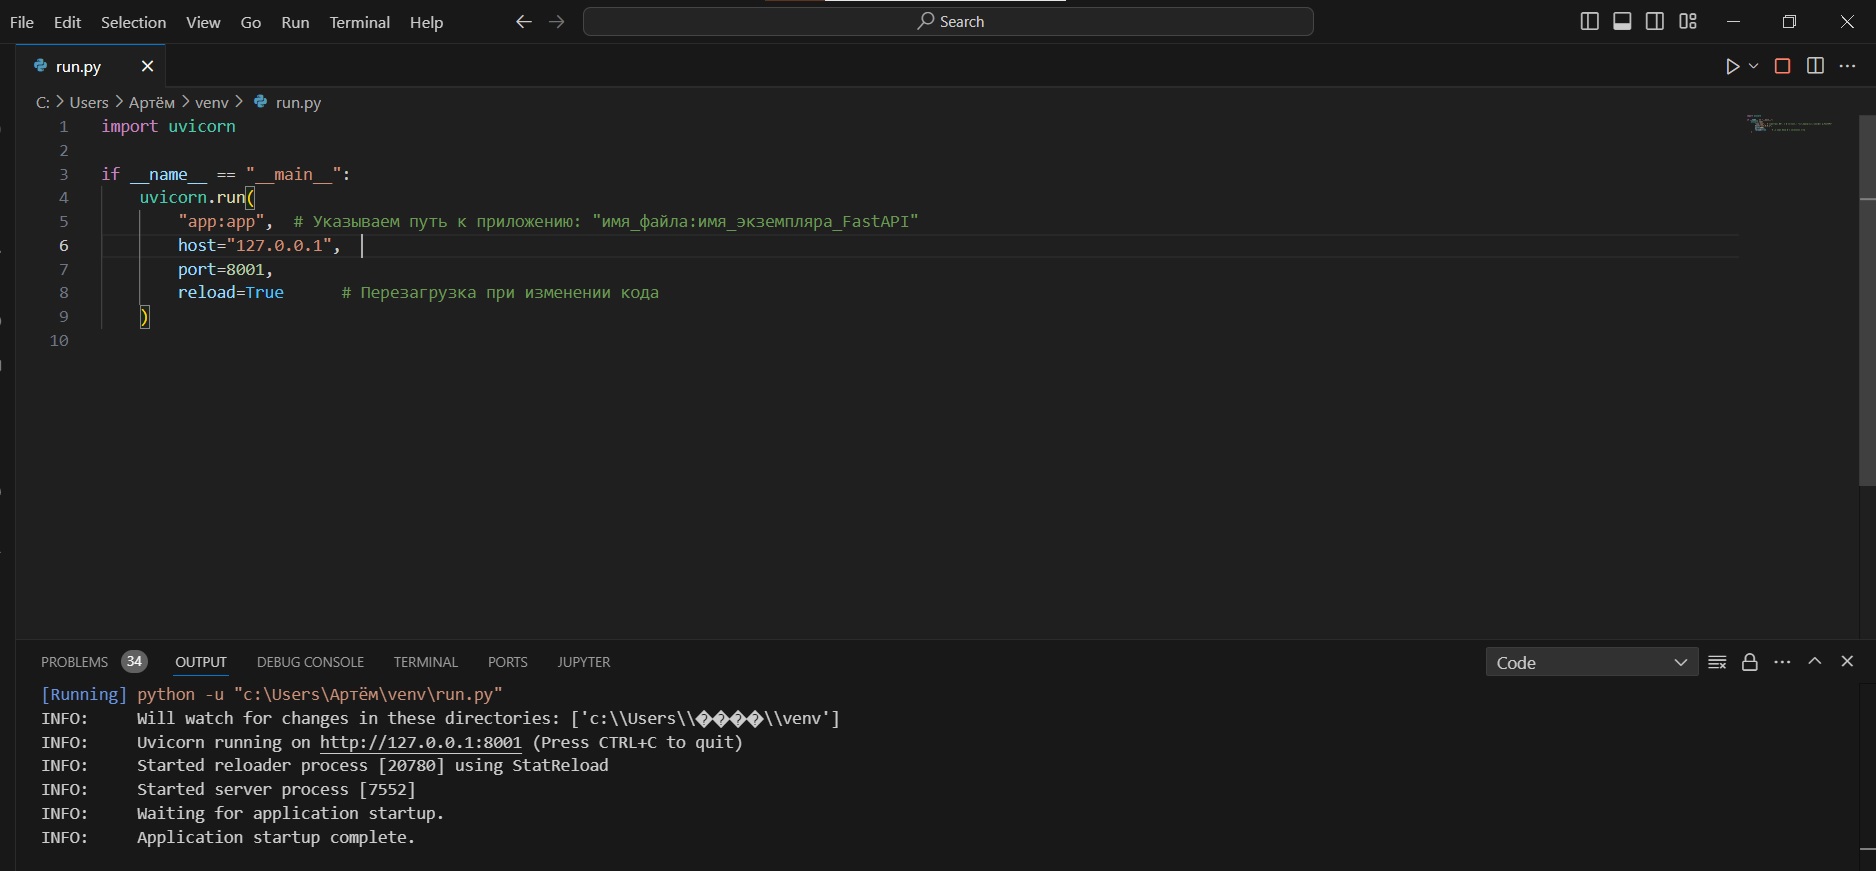 File Edit Selection View Go Run Terminal Help
Search
run.py
C: > Users > Артём > venv > run.py
1 import uvicorn
2
3 if __name__ == "__main__":
4 uvicorn.run(
5 "app:app", # Указываем путь к приложению: "имя_файла:имя_экземпляра_FastAPI"
6 host="127.0.0.1",
7 port=8001,
8 reload=True # Перезагрузка при изменении кода
9 )
10
PROBLEMS 34 OUTPUT DEBUG CONSOLE TERMINAL PORTS JUPYTER
Code
[Running] python -u "c:\Users\Артём\venv\run.py"
INFO: Will watch for changes in these directories: ['c:\\Users\\����\\venv']
INFO: Uvicorn running on http://127.0.0.1:8001 (Press CTRL+C to quit)
INFO: Started reloader process [20780] using StatReload
INFO: Started server process [7552]
INFO: Waiting for application startup.
INFO: Application startup complete.